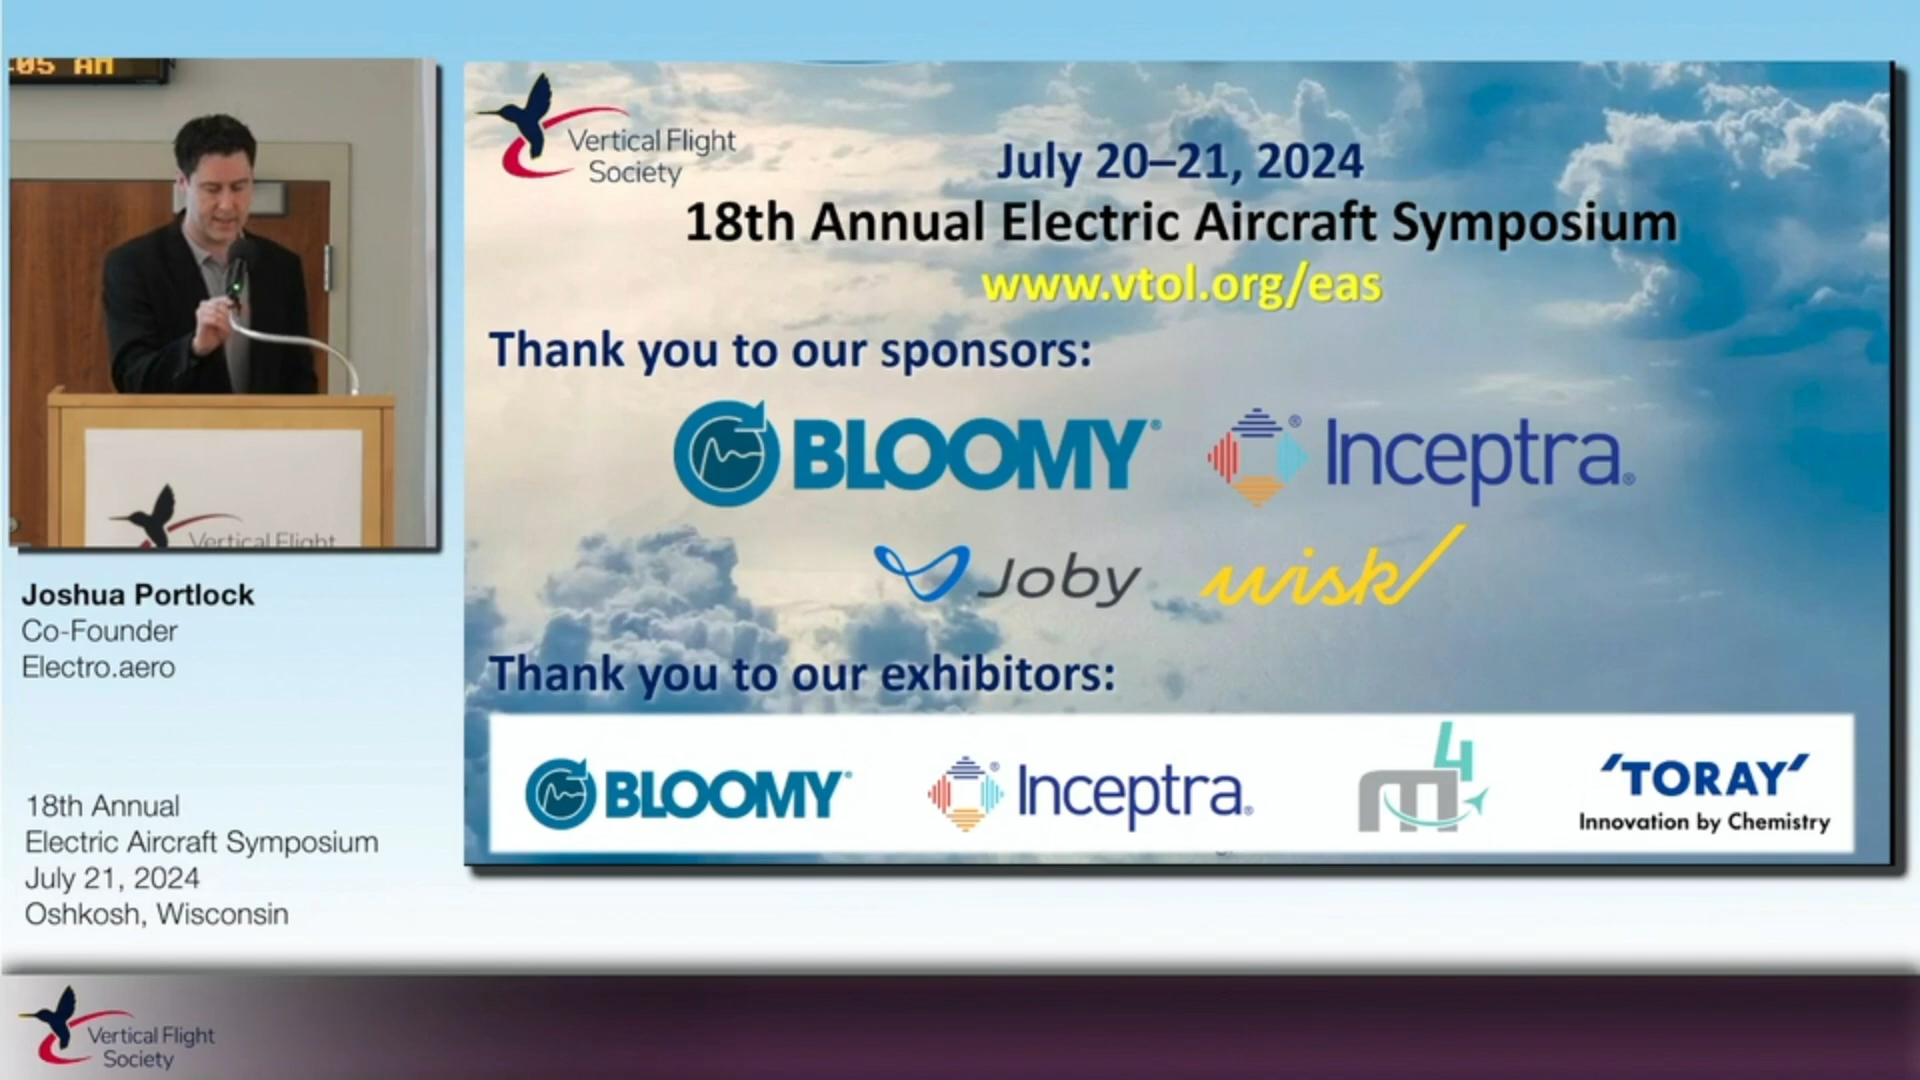 :05 AM
Vertical Flight
Joshua Portlock
Co-Founder
Electro.aero
18th Annual
Electric Aircraft Symposium
July 21, 2024
Oshkosh, Wisconsin
Vertical Flight
Society
July 20–21, 2024
18th Annual Electric Aircraft Symposium
www.vtol.org/eas
Thank you to our sponsors:
BLOOMY® Inceptra®
Joby wisk
Thank you to our exhibitors:
BLOOMY® Inceptra® m4 'TORAY'
Innovation by Chemistry
Vertical Flight
Society